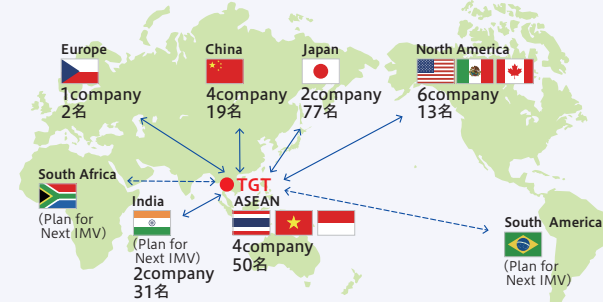 Europe
1company
2名
China
4company
19名
Japan
2company
77名
North America
6company
13名
South Africa
(Plan for
Next IMV)
India
(Plan for
Next IMV)
2company
31名
TGT
ASEAN
4company
50名
South America
(Plan for
Next IMV)